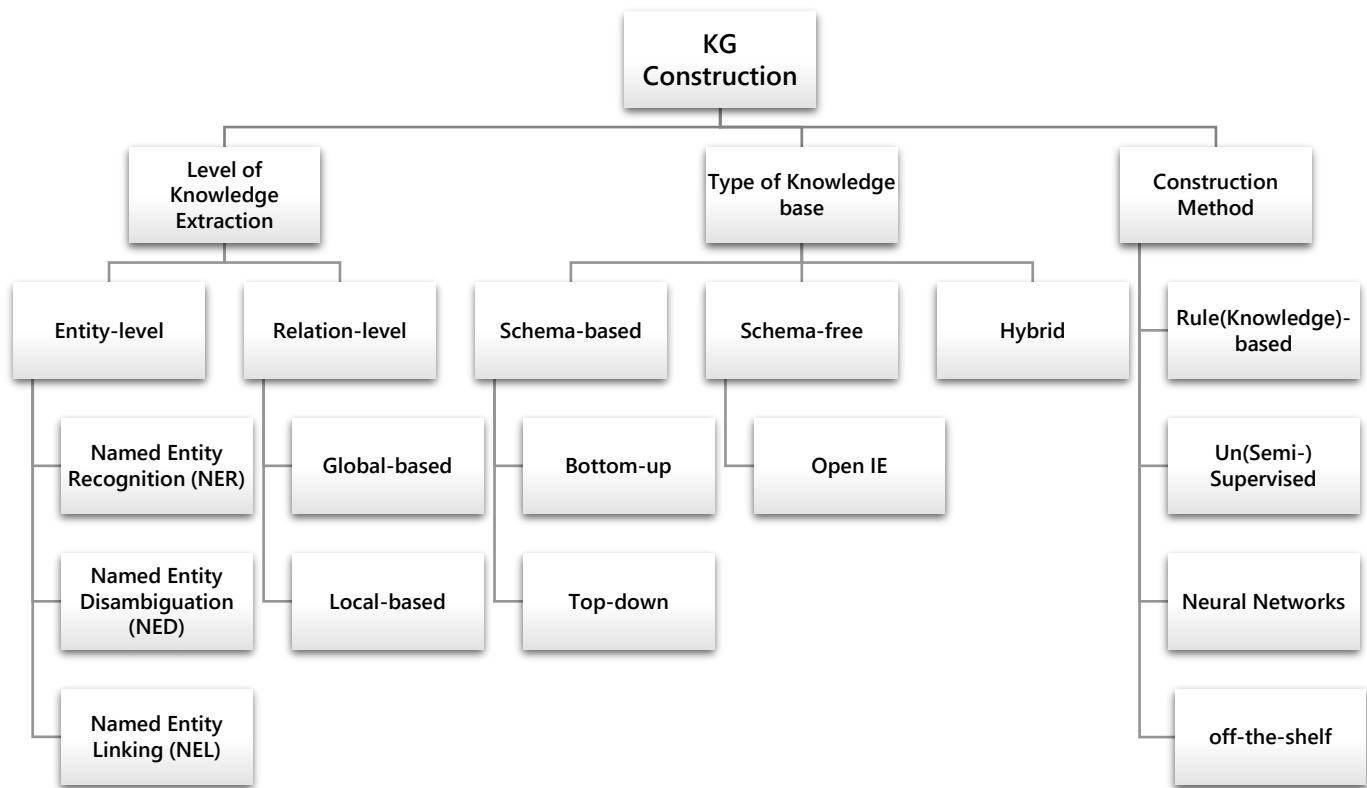 KG
Construction
Level of
Knowledge
Extraction
Type of Knowledge
base
Construction
Method
Entity-level
Relation-level
Schema-based
Schema-free
Hybrid
Rule(Knowledge)-
based
Named Entity
Recognition (NER)
Global-based
Bottom-up
Open IE
Un(Semi-)
Supervised
Named Entity
Disambiguation
(NED)
Local-based
Top-down
Neural Networks
Named Entity
Linking (NEL)
off-the-shelf